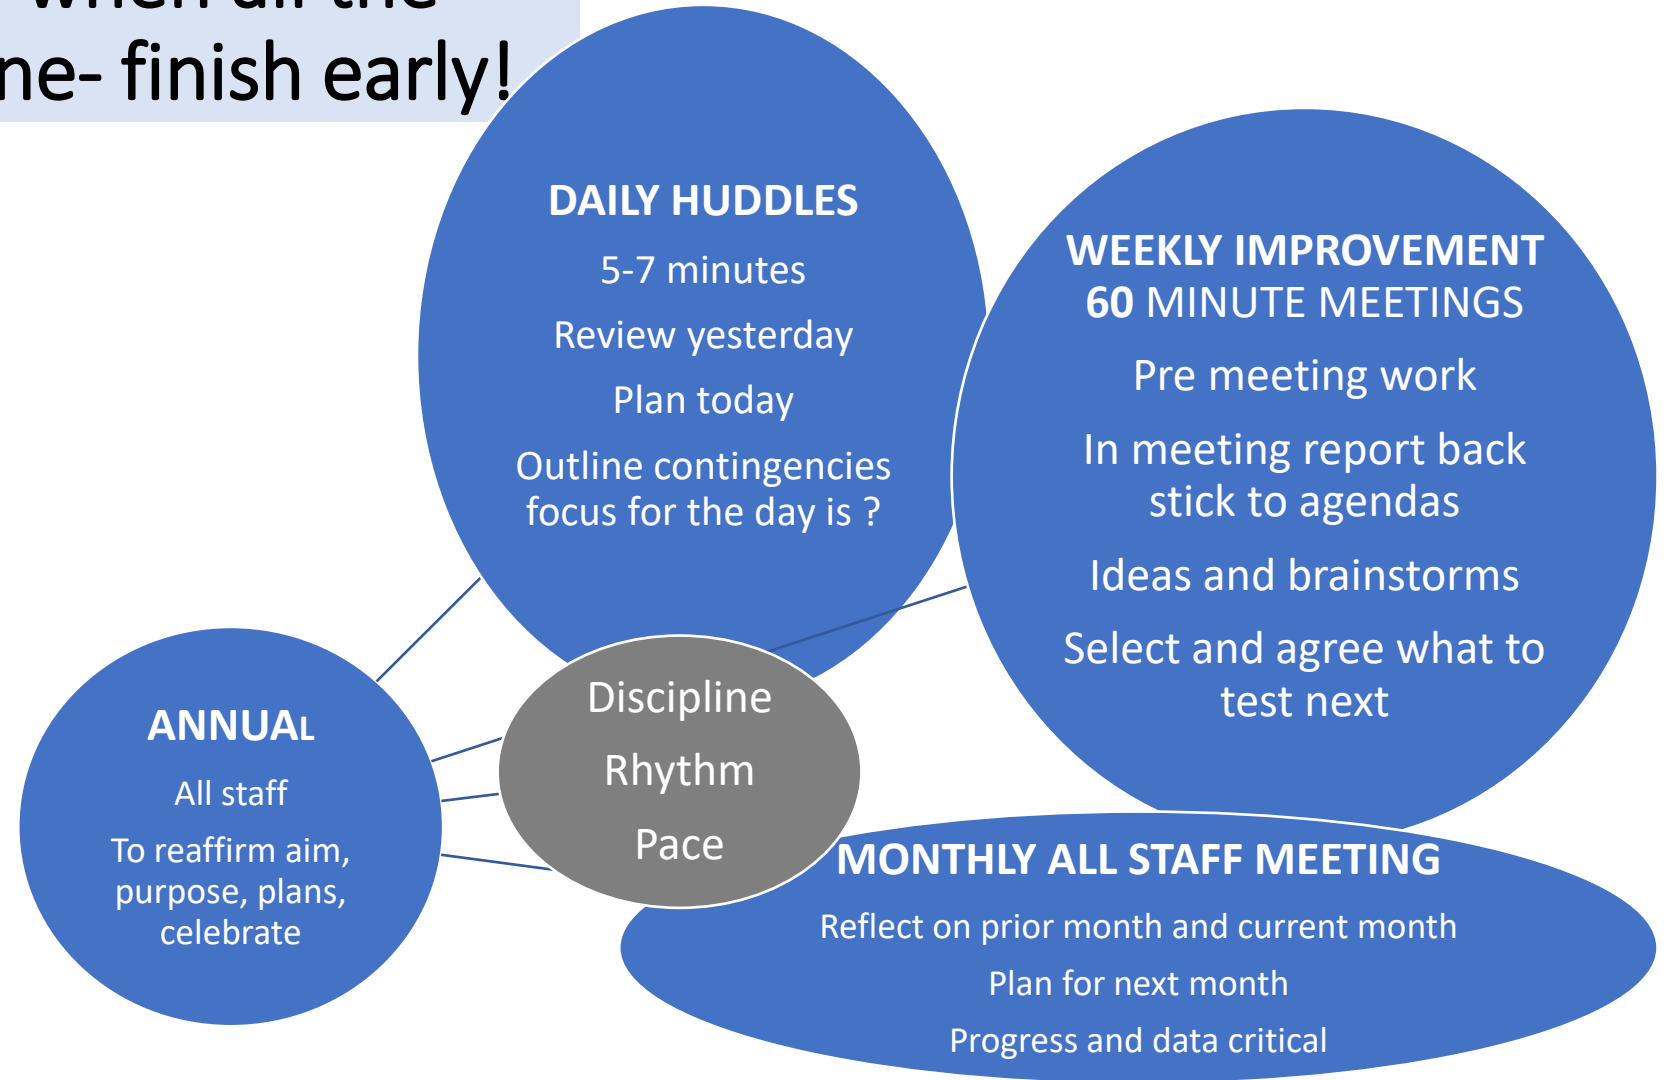 when all the
ne- finish early!
DAILY HUDDLES
5-7 minutes
Review yesterday
Plan today
Outline contingencies
focus for the day is ?
WEEKLY IMPROVEMENT
60 MINUTE MEETINGS
Pre meeting work
In meeting report back
stick to agendas
Ideas and brainstorms
Select and agree what to
test next
Discipline
Rhythm
Pace
ANNUAL
All staff
To reaffirm aim,
purpose, plans,
celebrate
MONTHLY ALL STAFF MEETING
Reflect on prior month and current month
Plan for next month
Progress and data critical